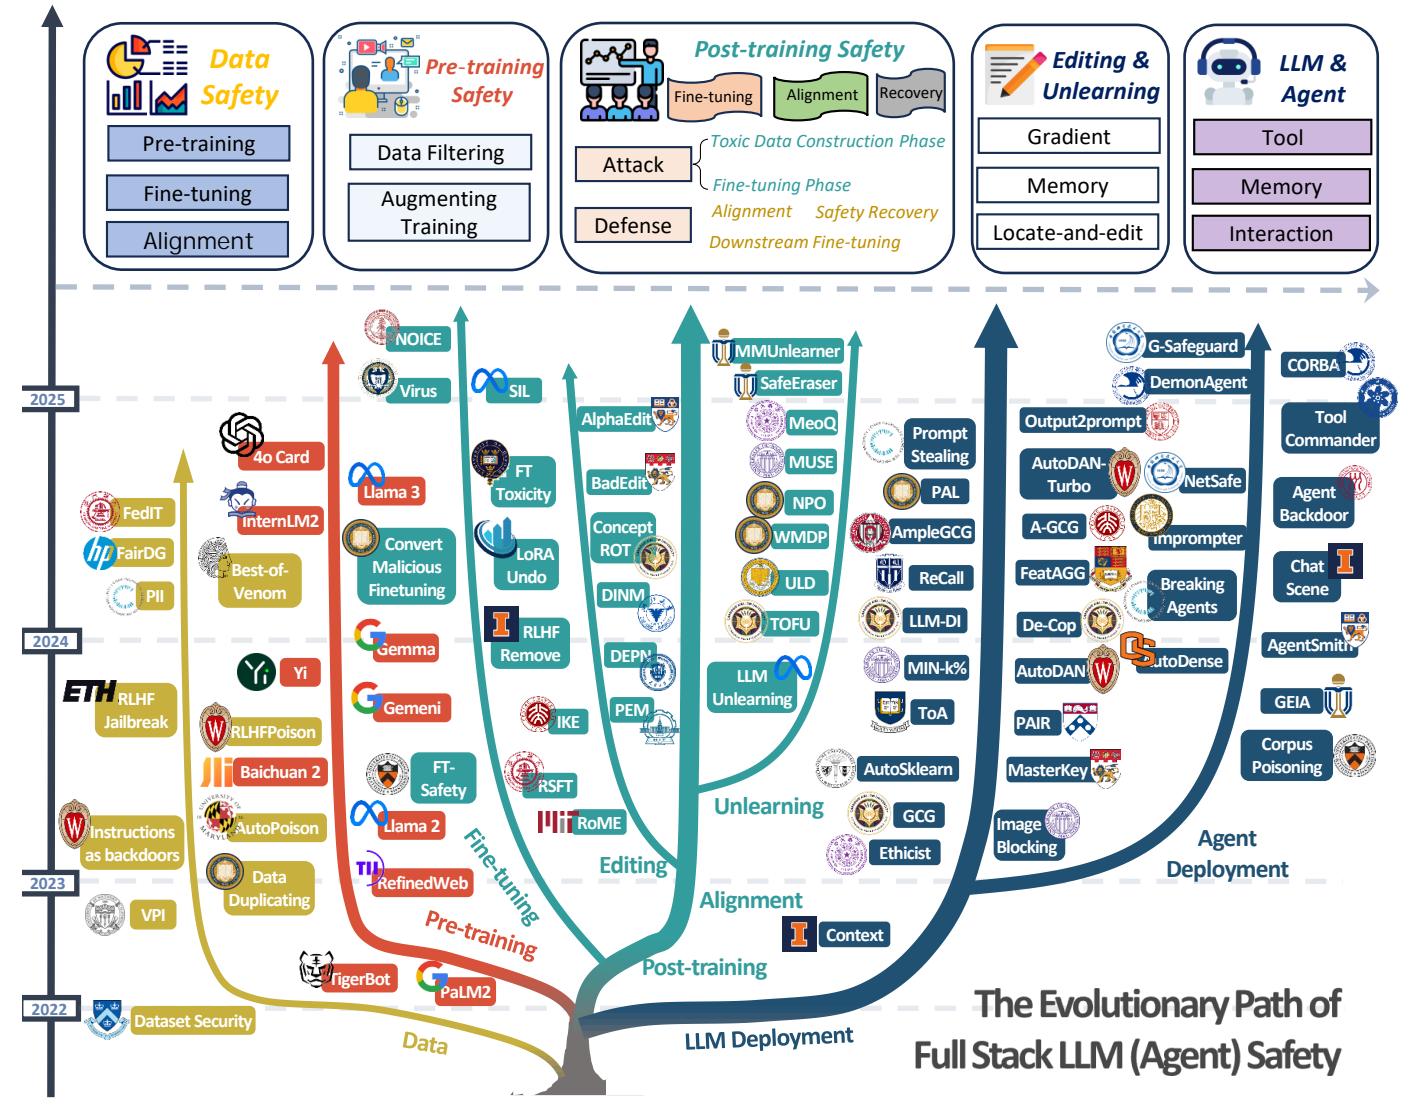 Data
Safety
Pre-training
Fine-tuning
Alignment
Pre-training
Safety
Data Filtering
Augmenting
Training
Post-training Safety
Fine-tuning
Alignment
Recovery
Attack
Toxic Data Construction Phase
Fine-tuning Phase
Defense
Alignment
Safety Recovery
Downstream Fine-tuning
Editing &
Unlearning
Gradient
Memory
Locate-and-edit
LLM &
Agent
Tool
Memory
Interaction
2025
2024
2023
2022
FedIT
hp
FairDG
PII
ETH
RLHF
Jailbreak
Instructions
as backdoors
VPI
Dataset Security
4o Card
InternLM2
Best-of-
Venom
Yi
Yi
RLHFPoison
Baichuan 2
UNIVERSITY OF
MARYLAND
AutoPoison
Data
Duplicating
TigerBot
PaLM2
NOICE
Virus
Llama 3
Convert
Malicious
Finetuning
Gemma
Gemeni
FT-
Safety
Llama 2
TII
RefinedWeb
SIL
FT
Toxicity
LoRA
Undo
RLHF
Remove
IKE
RSFT
MIT
RoME
AlphaEdit
BadEdit
Concept
ROT
DINM
DEPN
PEM
MMUnlearner
SafeEraser
MeoQ
MUSE
NPO
WMDP
ULD
TOFU
LLM
Unlearning
Prompt
Stealing
PAL
AmpleGCG
ReCall
LLM-DI
MIN-k%
ToA
AutoSklearn
GCG
Ethicist
Context
Output2prompt
AutoDAN-
Turbo
A-GCG
FeatAGG
De-Cop
AutoDAN
PAIR
MasterKey
Image
Blocking
G-Safeguard
DemonAgent
NetSafe
Imprompter
Breaking
Agents
OS
AutoDense
CORBA
Tool
Commander
Agent
Backdoor
Chat
Scene
AgentSmith
GEIA
Corpus
Poisoning
Data
Pre-training
Fine-tuning
Editing
Unlearning
Alignment
Post-training
LLM Deployment
Agent
Deployment
The Evolutionary Path of
Full Stack LLM (Agent) Safety